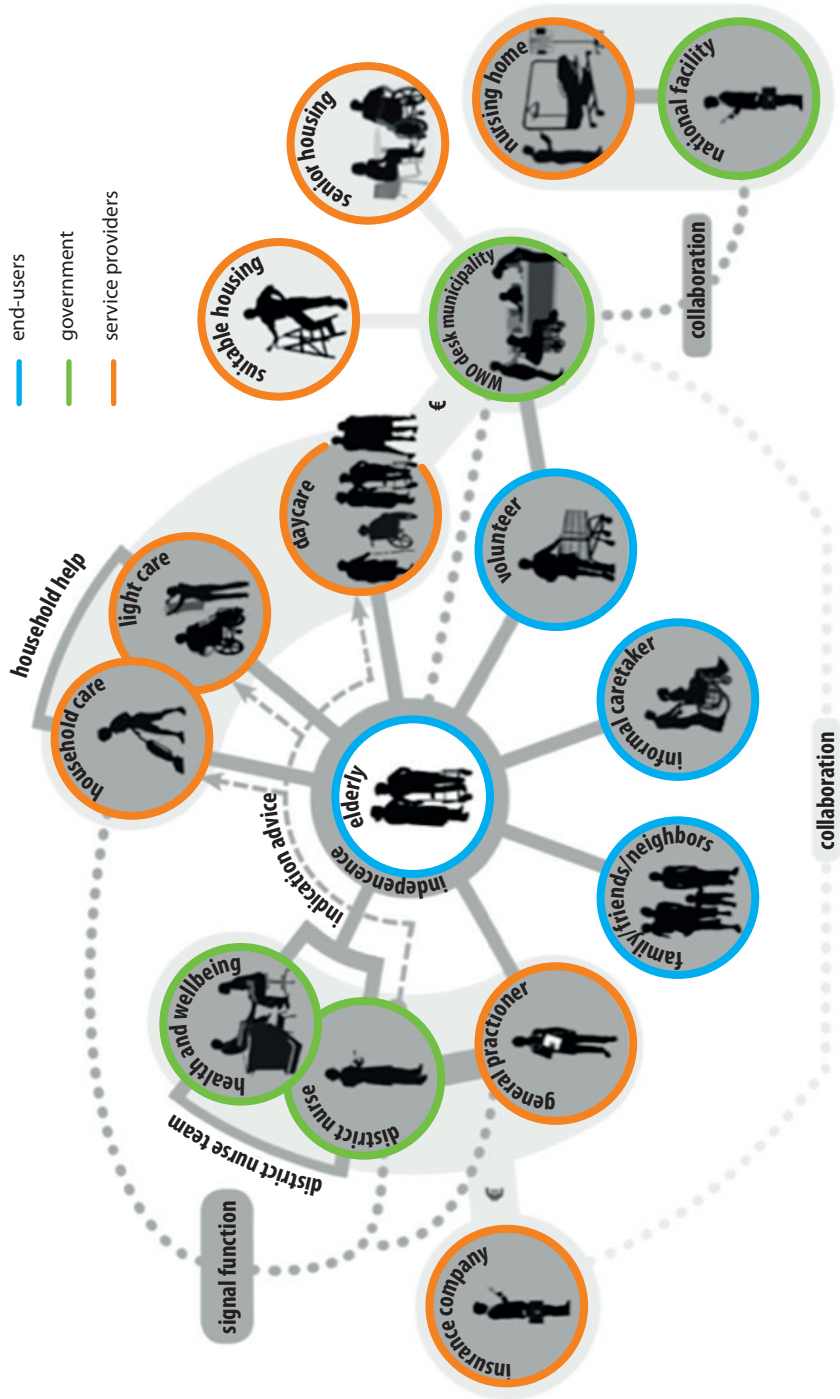 end-users
government
service providers
household help
household care
light care
daycare
€
suitable housing
senior housing
WMO desk municipality
nursing home
national facility
collaboration
volunteer
informal caretaker
family/friends/neighbors
general practioner
elderly
independence
indication advice
health and wellbeing
district nurse
district nurse team
signal function
€
insurance company
collaboration